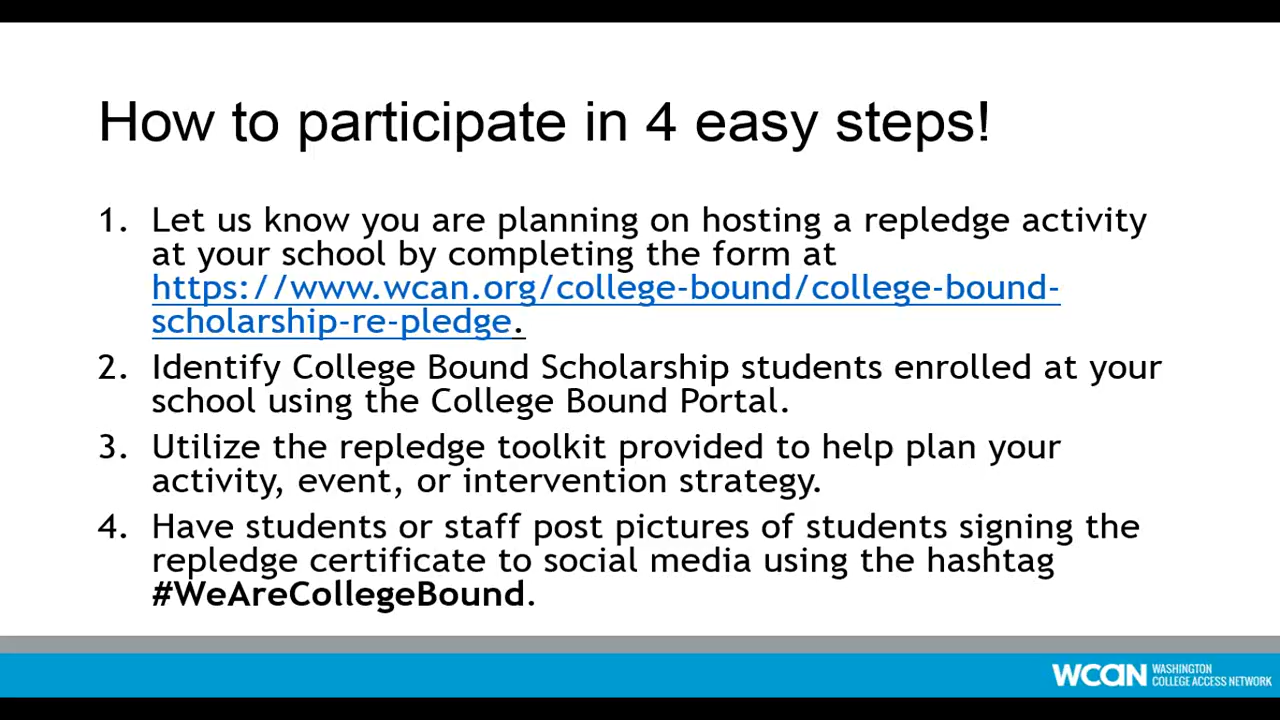 How to participate in 4 easy steps!
1. Let us know you are planning on hosting a repledge activity
at your school by completing the form at
https://www.wcan.org/college-bound/college-bound-
scholarship-re-pledge.
2. Identify College Bound Scholarship students enrolled at your
school using the College Bound Portal.
3. Utilize the repledge toolkit provided to help plan your
activity, event, or intervention strategy.
4. Have students or staff post pictures of students signing the
repledge certificate to social media using the hashtag
#WeAreCollegeBound.
WCAN WASHINGTON
COLLEGE ACCESS NETWORK